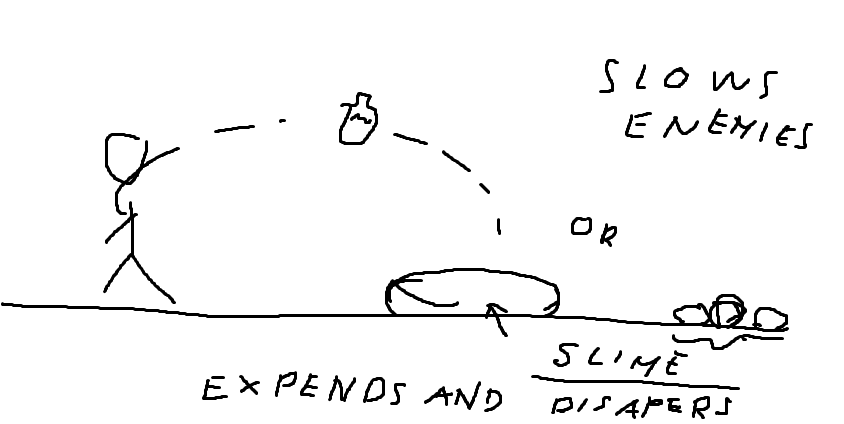 SLOWS
ENEMIES
OR
SLIME
EXPENDS AND
DISAPERS